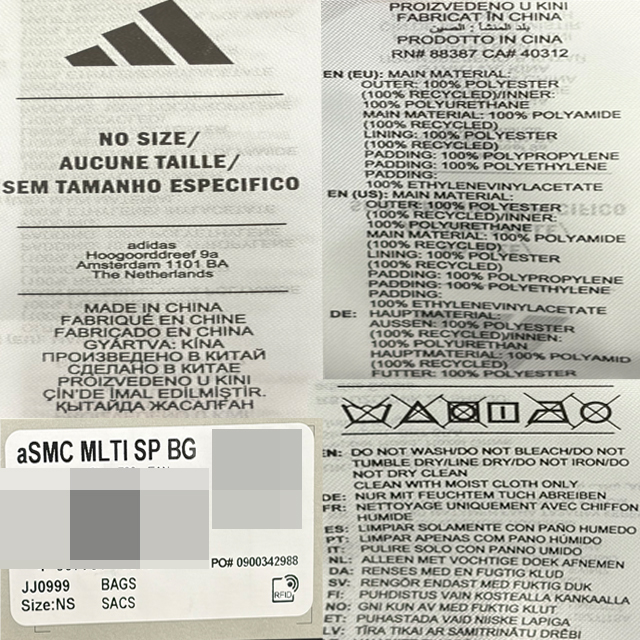 NO SIZE/
AUCUNE TAILLE/
SEM TAMANHO ESPECIFICO
adidas
Hoogoorddreef 9a
Amsterdam 1101 BA
The Netherlands
MADE IN CHINA
FABRIQUÉ EN CHINE
FABRICADO EN CHINA
GYÁRTVA: KÍNA
ПРОИЗВЕДЕНО В КИТАЙ
СДЕЛАНО В КИТАЕ
PROIZVEDENO U KINI
ÇİN'DE İMAL EDİLMİŞTİR.
ҚЫТАЙДА ЖАСАЛҒАН
PROIZVEDENO U KINI
FABRICAT ÎN CHINA
بلد المنشأ: الصين
PRODOTTO IN CINA
RN# 88387 CA# 40312
EN (EU): MAIN MATERIAL:
OUTER: 100% POLYESTER
(100% RECYCLED)/INNER:
100% POLYURETHANE
MAIN MATERIAL: 100% POLYAMIDE
(100% RECYCLED)
LINING: 100% POLYESTER
(100% RECYCLED)
PADDING: 100% POLYPROPYLENE
PADDING: 100% POLYETHYLENE
PADDING:
100% ETHYLENEVINYLACETATE
EN (US): MAIN MATERIAL:
OUTER: 100% POLYESTER
(100% RECYCLED)/INNER:
100% POLYURETHANE
MAIN MATERIAL: 100% POLYAMIDE
(100% RECYCLED)
LINING: 100% POLYESTER
(100% RECYCLED)
PADDING: 100% POLYPROPYLENE
PADDING: 100% POLYETHYLENE
PADDING:
100% ETHYLENEVINYLACETATE
DE: HAUPTMATERIAL:
AUSSEN: 100% POLYESTER
(100% RECYCLED)/INNEN:
100% POLYURETHAN
HAUPTMATERIAL: 100% POLYAMID
(100% RECYCLED)
FUTTER: 100% POLYESTER
aSMC MLTI SP BG
PO# 0900342988
JJ0999 BAGS
Size:NS SACS
RFID
EN: DO NOT WASH/DO NOT BLEACH/DO NOT
TUMBLE DRY/LINE DRY/DO NOT IRON/DO
NOT DRY CLEAN
CLEAN WITH MOIST CLOTH ONLY
DE: NUR MIT FEUCHTEM TUCH ABREIBEN
FR: NETTOYAGE UNIQUEMENT AVEC CHIFFON
HUMIDE
ES: LIMPIAR SOLAMENTE CON PAÑO HUMEDO
PT: LIMPAR APENAS COM PANO HÚMIDO
IT: PULIRE SOLO CON PANNO UMIDO
NL: ALLEEN MET VOCHTIGE DOEK AFNEMEN
DA: RENSES MED EN FUGTIG KLUD
SV: RENGÖR ENDAST MED FUKTIG DUK
FI: PUHDISTUS VAIN KOSTEALLA KANKAALLA
NO: GNI KUN AV MED FUKTIG KLUT
ET: PUHASTADA VAID NIISKE LAPIGA
LV: TĪRA TIKAI AR SAMITRINĀTU DRĒBI